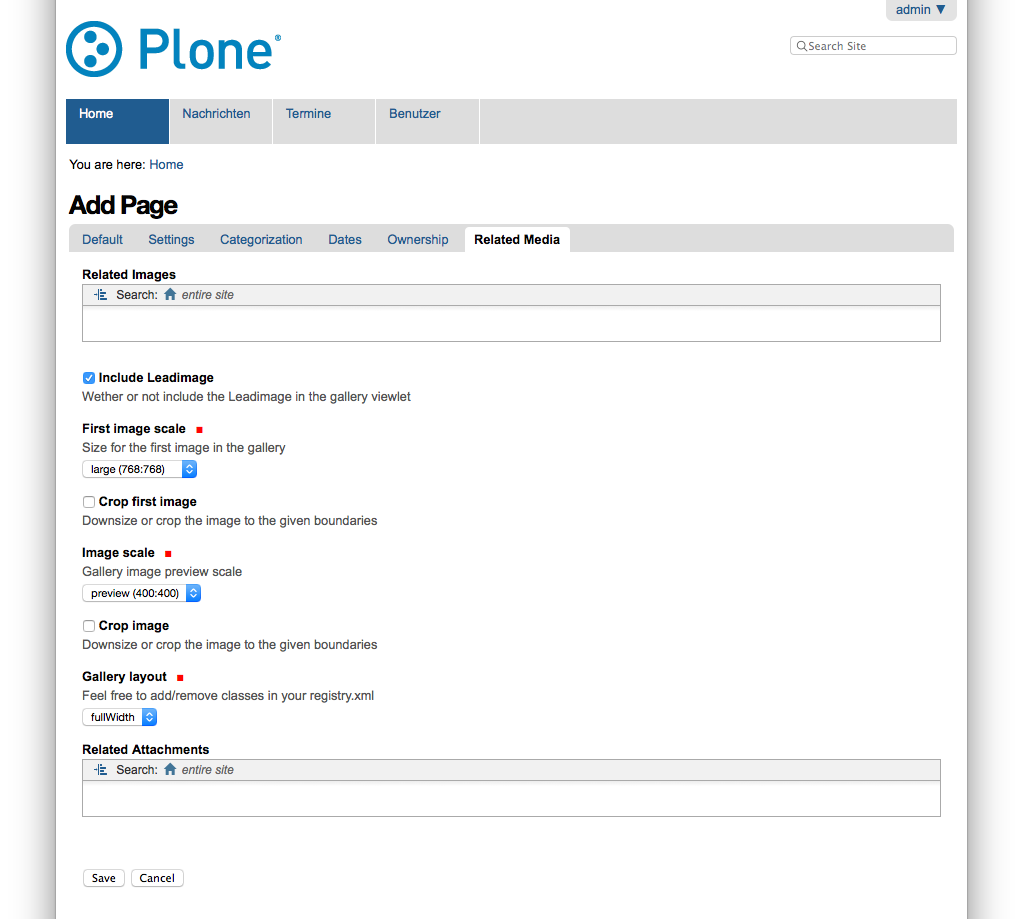 admin ▼
Plone®
Search Site
Home Nachrichten Termine Benutzer
You are here: Home
Add Page
Default Settings Categorization Dates Ownership Related Media
Related Images
Search: entire site
Include Leadimage
Wether or not include the Leadimage in the gallery viewlet
First image scale
Size for the first image in the gallery
large (768:768)
Crop first image
Downsize or crop the image to the given boundaries
Image scale
Gallery image preview scale
preview (400:400)
Crop image
Downsize or crop the image to the given boundaries
Gallery layout
Feel free to add/remove classes in your registry.xml
fullWidth
Related Attachments
Search: entire site
Save Cancel